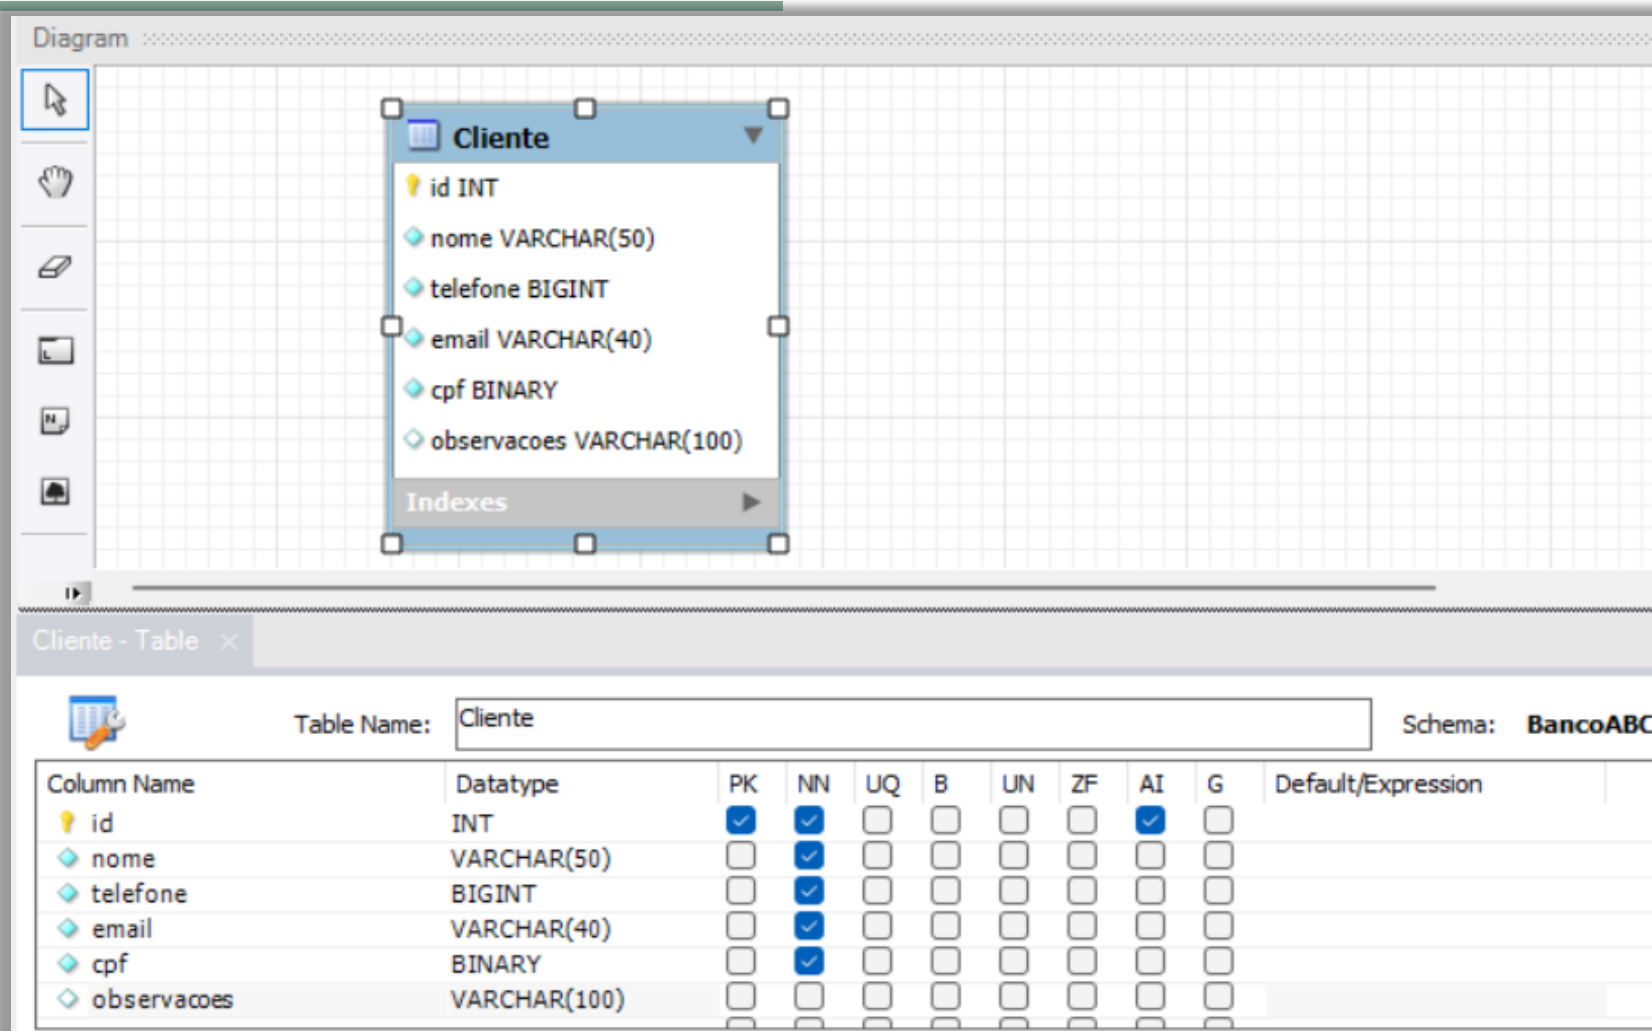 Diagram
Cliente
id INT
nome VARCHAR(50)
telefone BIGINT
email VARCHAR(40)
cpf BINARY
observacoes VARCHAR(100)
Indexes
Cliente - Table
Table Name: Cliente Schema: BancoABC
Column Name Datatype PK NN UQ B UN ZF AI G Default/Expression
id INT
nome VARCHAR(50)
telefone BIGINT
email VARCHAR(40)
cpf BINARY
observacoes VARCHAR(100)